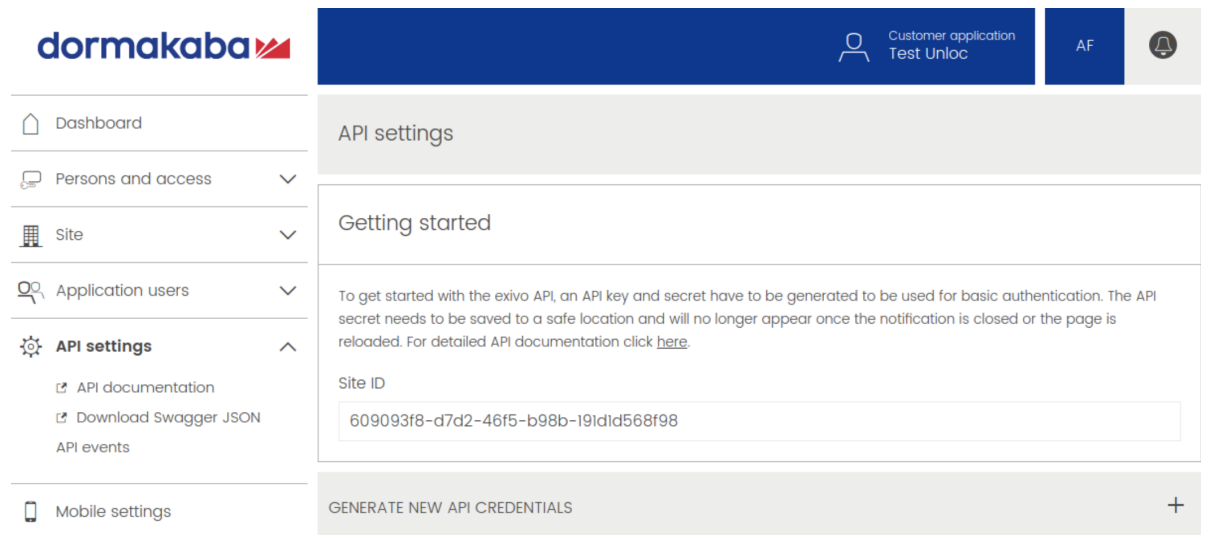 dormakaba
Customer application
Test Unloc
AF
Dashboard
Persons and access
Site
Application users
API settings
API documentation
Download Swagger JSON
API events
Mobile settings
API settings
Getting started
To get started with the exivo API, an API key and secret have to be generated to be used for basic authentication. The API
secret needs to be saved to a safe location and will no longer appear once the notification is closed or the page is
reloaded. For detailed API documentation click here.
Site ID
609093f8-d7d2-46f5-b98b-191d1d568f98
GENERATE NEW API CREDENTIALS